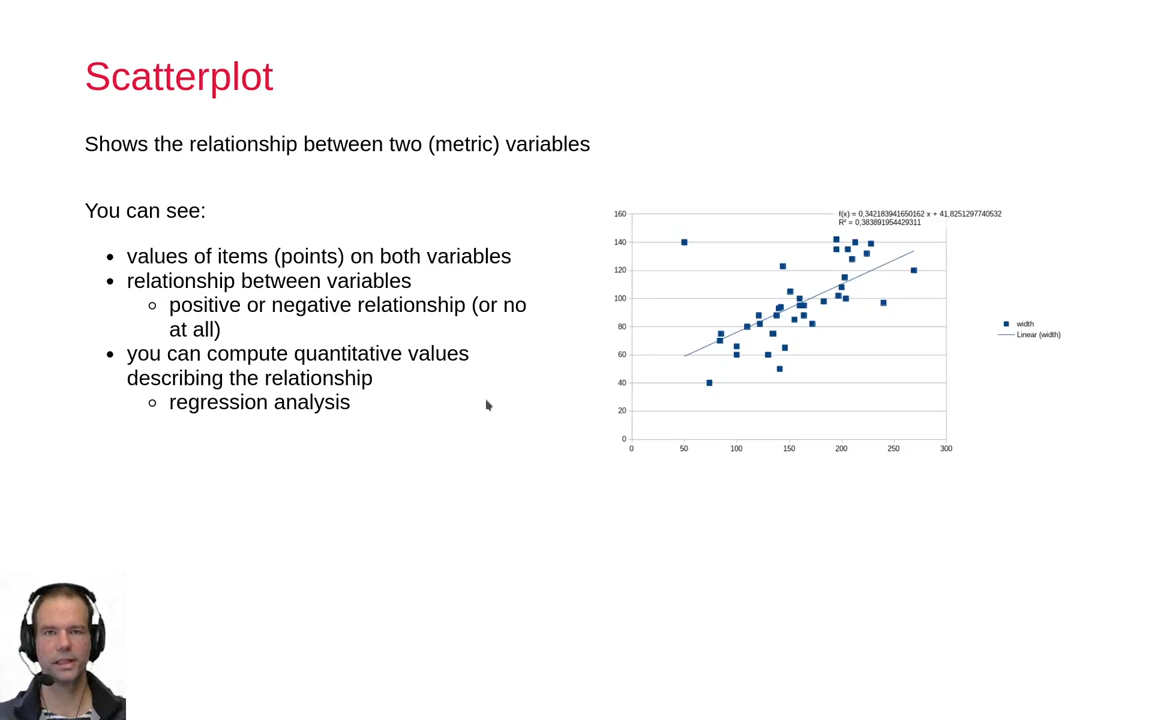 Scatterplot
Shows the relationship between two (metric) variables
You can see:
• values of items (points) on both variables
• relationship between variables
○ positive or negative relationship (or no
at all)
• you can compute quantitative values
describing the relationship
○ regression analysis
f(x) = 0,342183941650162 x + 41,8251297740532
R² = 0,383891954429311
160
140
120
100
80
60
40
20
0
0 50 100 150 200 250 300
width
Linear (width)